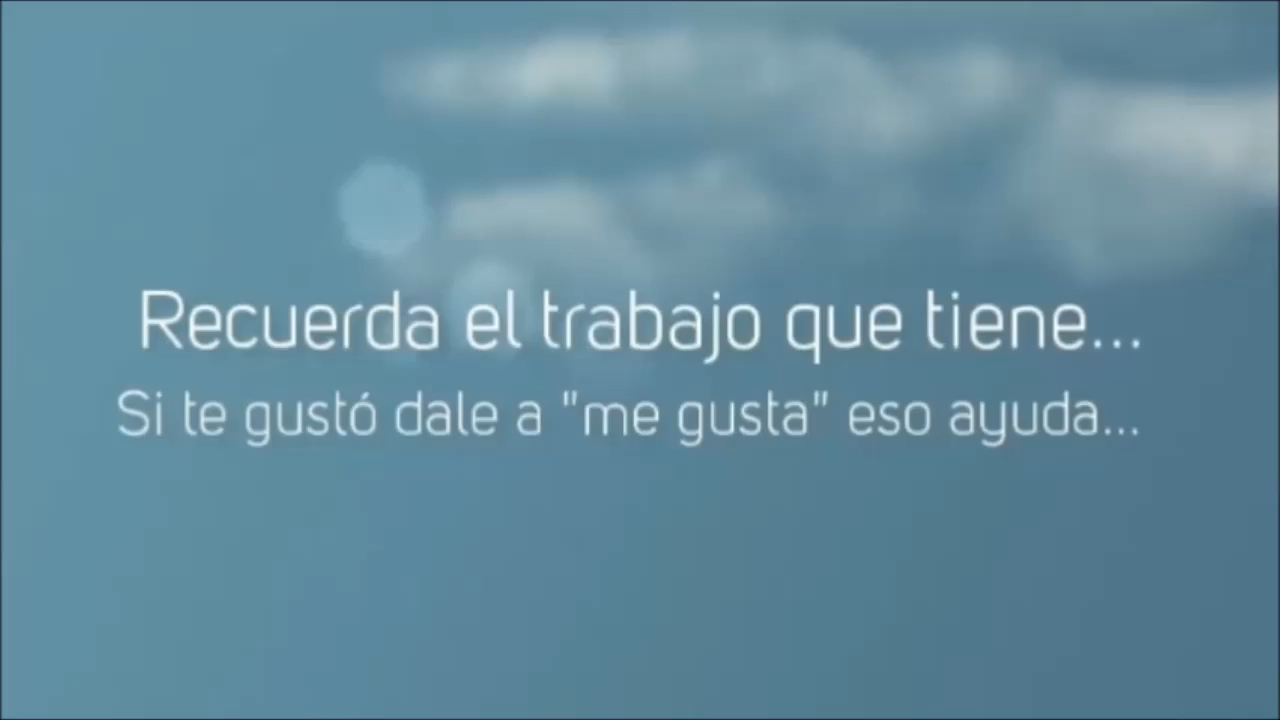 Recuerda el trabajo que tiene...
Si te gustó dale a "me gusta" eso ayuda...